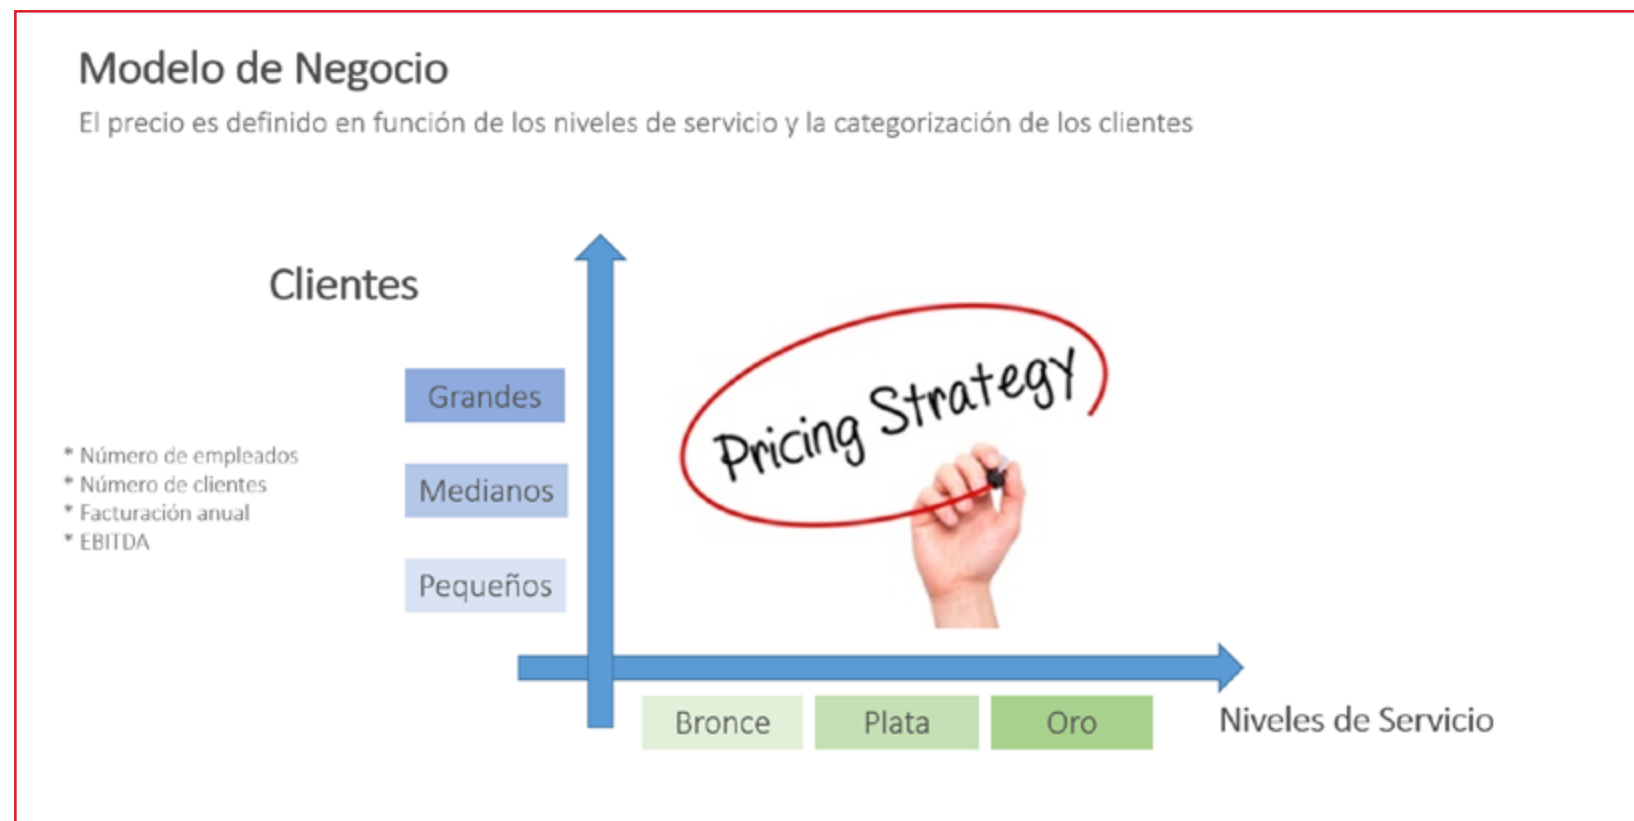 Modelo de Negocio
El precio es definido en función de los niveles de servicio y la categorización de los clientes
Clientes
Grandes
Medianos
Pequeños
* Número de empleados
* Número de clientes
* Facturación anual
* EBITDA
Pricing Strategy
Bronce
Plata
Oro
Niveles de Servicio